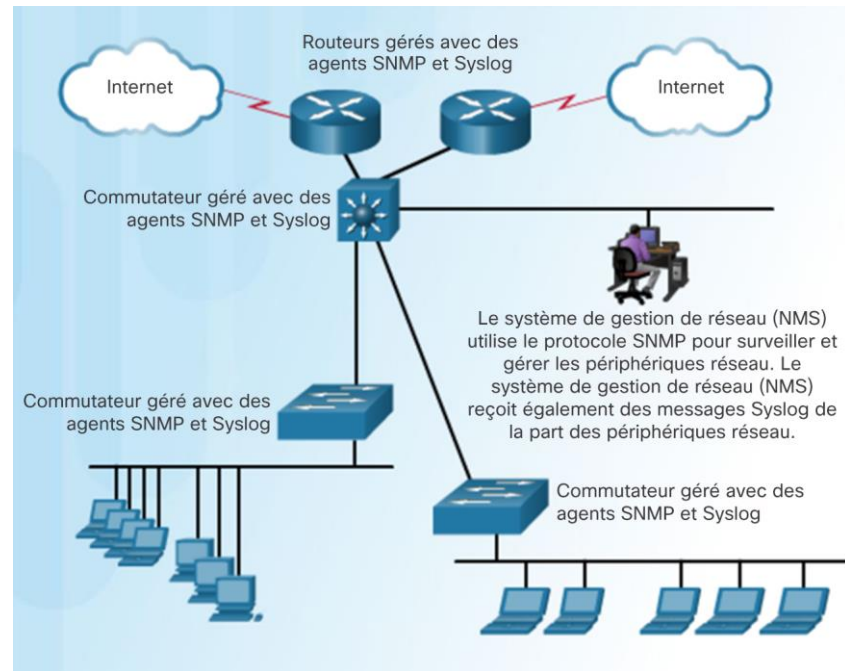 Routeurs gérés avec des
agents SNMP et Syslog
Internet
Internet
Commutateur géré avec des
agents SNMP et Syslog
Le système de gestion de réseau (NMS)
utilise le protocole SNMP pour surveiller et
gérer les périphériques réseau. Le
système de gestion de réseau (NMS)
reçoit également des messages Syslog de
la part des périphériques réseau.
Commutateur géré avec des
agents SNMP et Syslog
Commutateur géré avec des
agents SNMP et Syslog